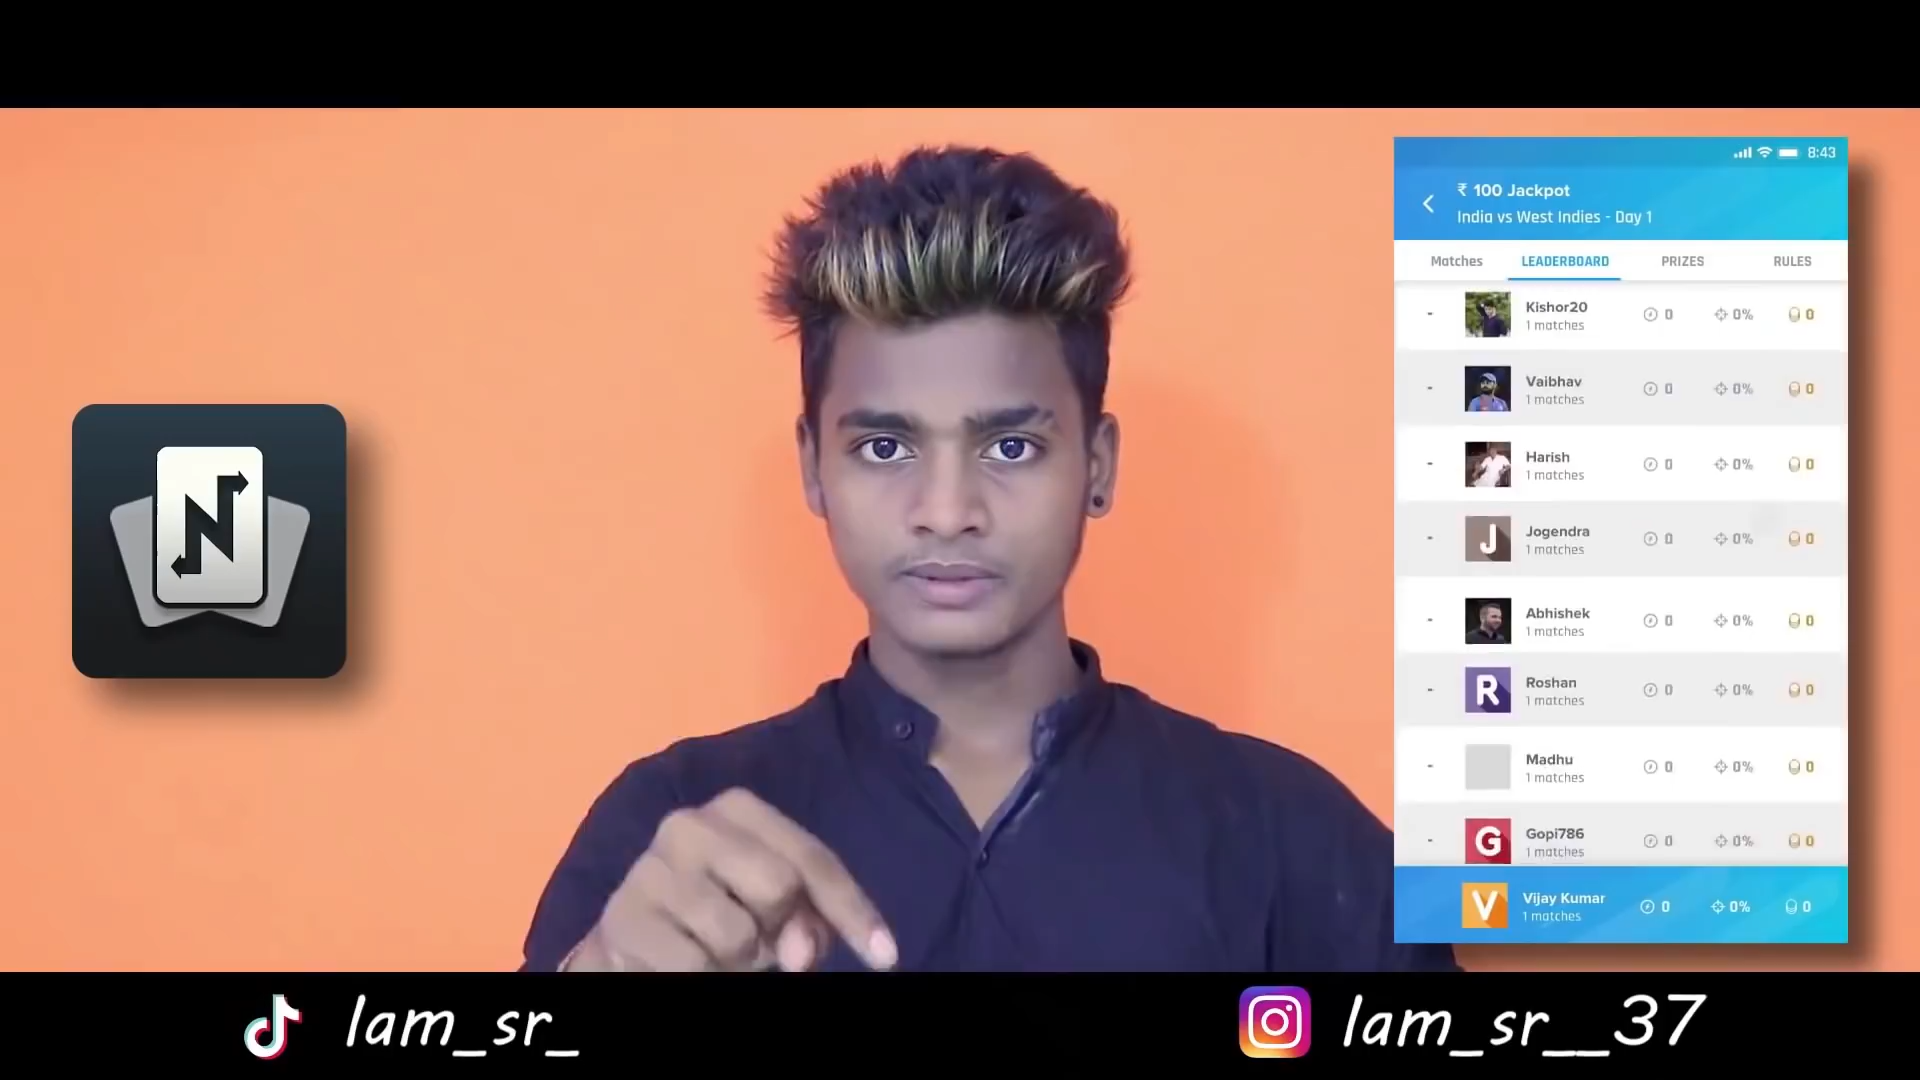 8:43
₹ 100 Jackpot
India vs West Indies - Day 1
Matches LEADERBOARD PRIZES RULES
- Kishor20 0 0% 0
1 matches
- Vaibhav 0 0% 0
1 matches
- Harish 0 0% 0
1 matches
- J Jogendra 0 0% 0
1 matches
- Abhishek 0 0% 0
1 matches
- R Roshan 0 0% 0
1 matches
- Madhu 0 0% 0
1 matches
- G Gopi786 0 0% 0
1 matches
V Vijay Kumar 0 0% 0
1 matches
N
Iam_sr_
Iam_sr__37